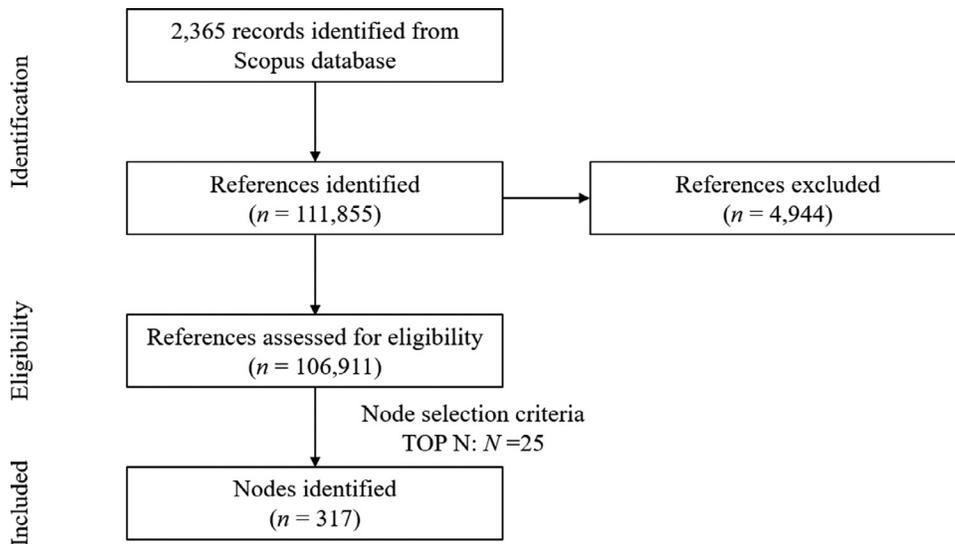 Identification
2,365 records identified from
Scopus database
References identified
(n = 111,855)
References excluded
(n = 4,944)
Eligibility
References assessed for eligibility
(n = 106,911)
Node selection criteria
TOP N: N =25
Included
Nodes identified
(n = 317)